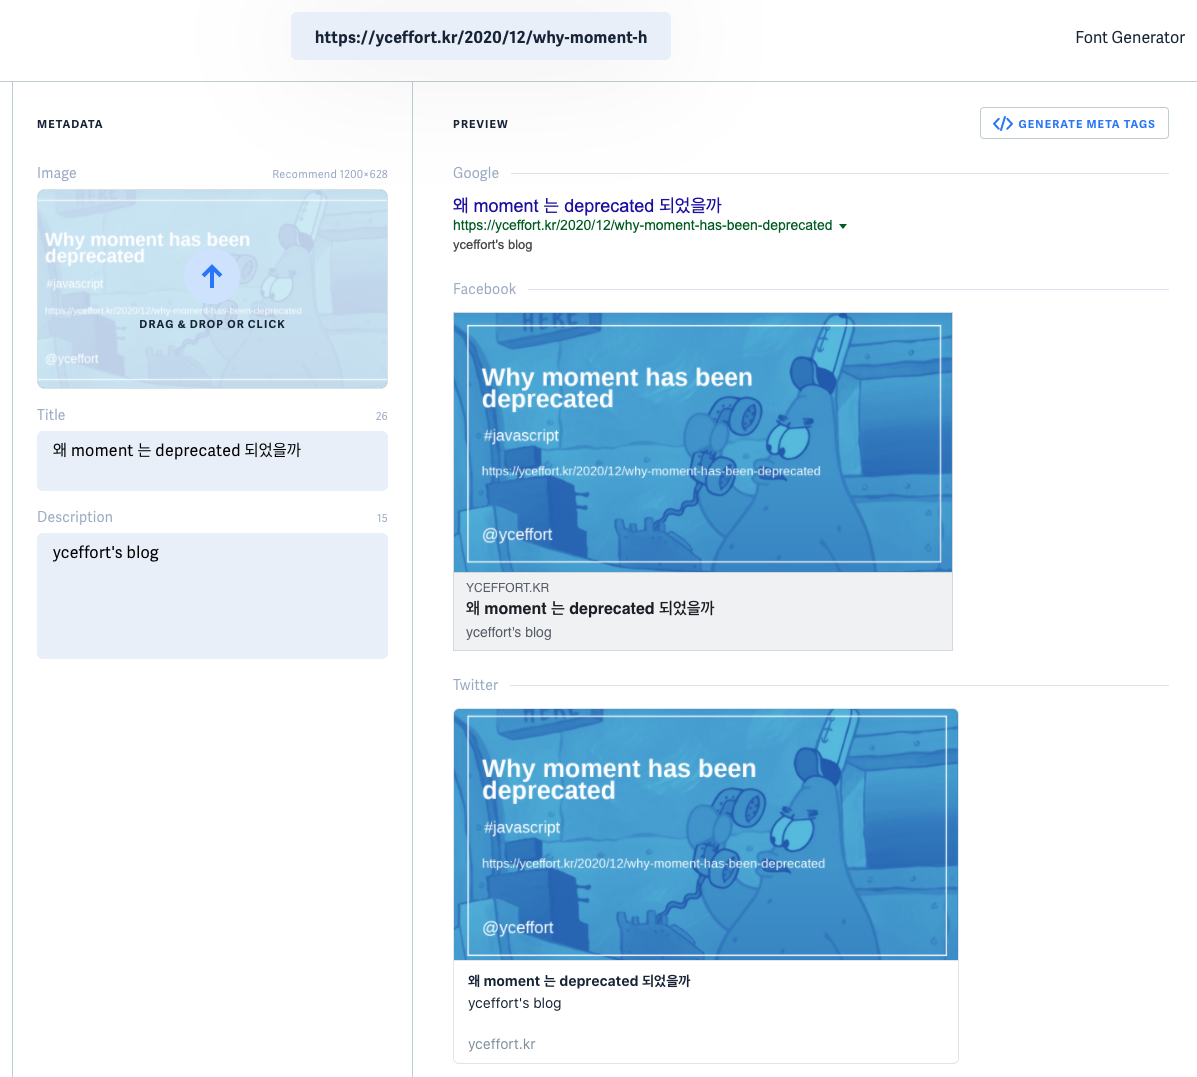 https://yceffort.kr/2020/12/why-moment-h
Font Generator
METADATA
Image
Recommend 1200×628
HERE
Why moment has been
deprecated
#javascript
https://yceffort.kr/2020/12/why-moment-has-been-deprecated
DRAG & DROP OR CLICK
@yceffort
Title
26
왜 moment 는 deprecated 되었을까
Description
15
yceffort's blog
PREVIEW
</> GENERATE META TAGS
Google
왜 moment 는 deprecated 되었을까
https://yceffort.kr/2020/12/why-moment-has-been-deprecated
yceffort's blog
Facebook
HERE
Why moment has been
deprecated
#javascript
https://yceffort.kr/2020/12/why-moment-has-been-deprecated
@yceffort
YCEFFORT.KR
왜 moment 는 deprecated 되었을까
yceffort's blog
Twitter
HERE
Why moment has been
deprecated
#javascript
https://yceffort.kr/2020/12/why-moment-has-been-deprecated
@yceffort
왜 moment 는 deprecated 되었을까
yceffort's blog
yceffort.kr